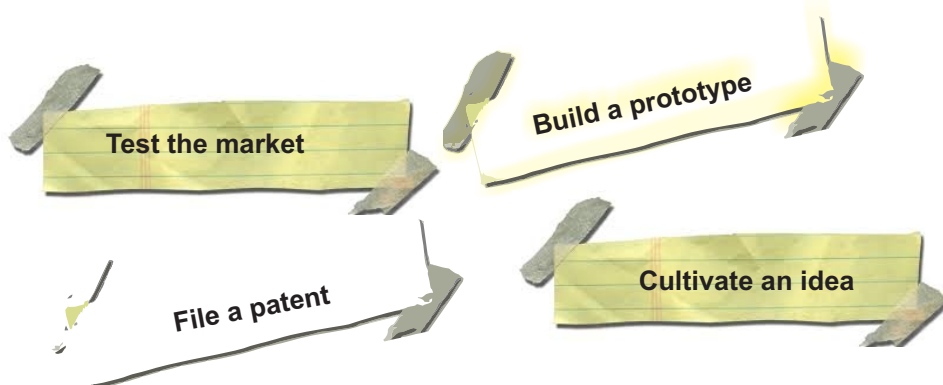 Test the market
Build a prototype
File a patent
Cultivate an idea